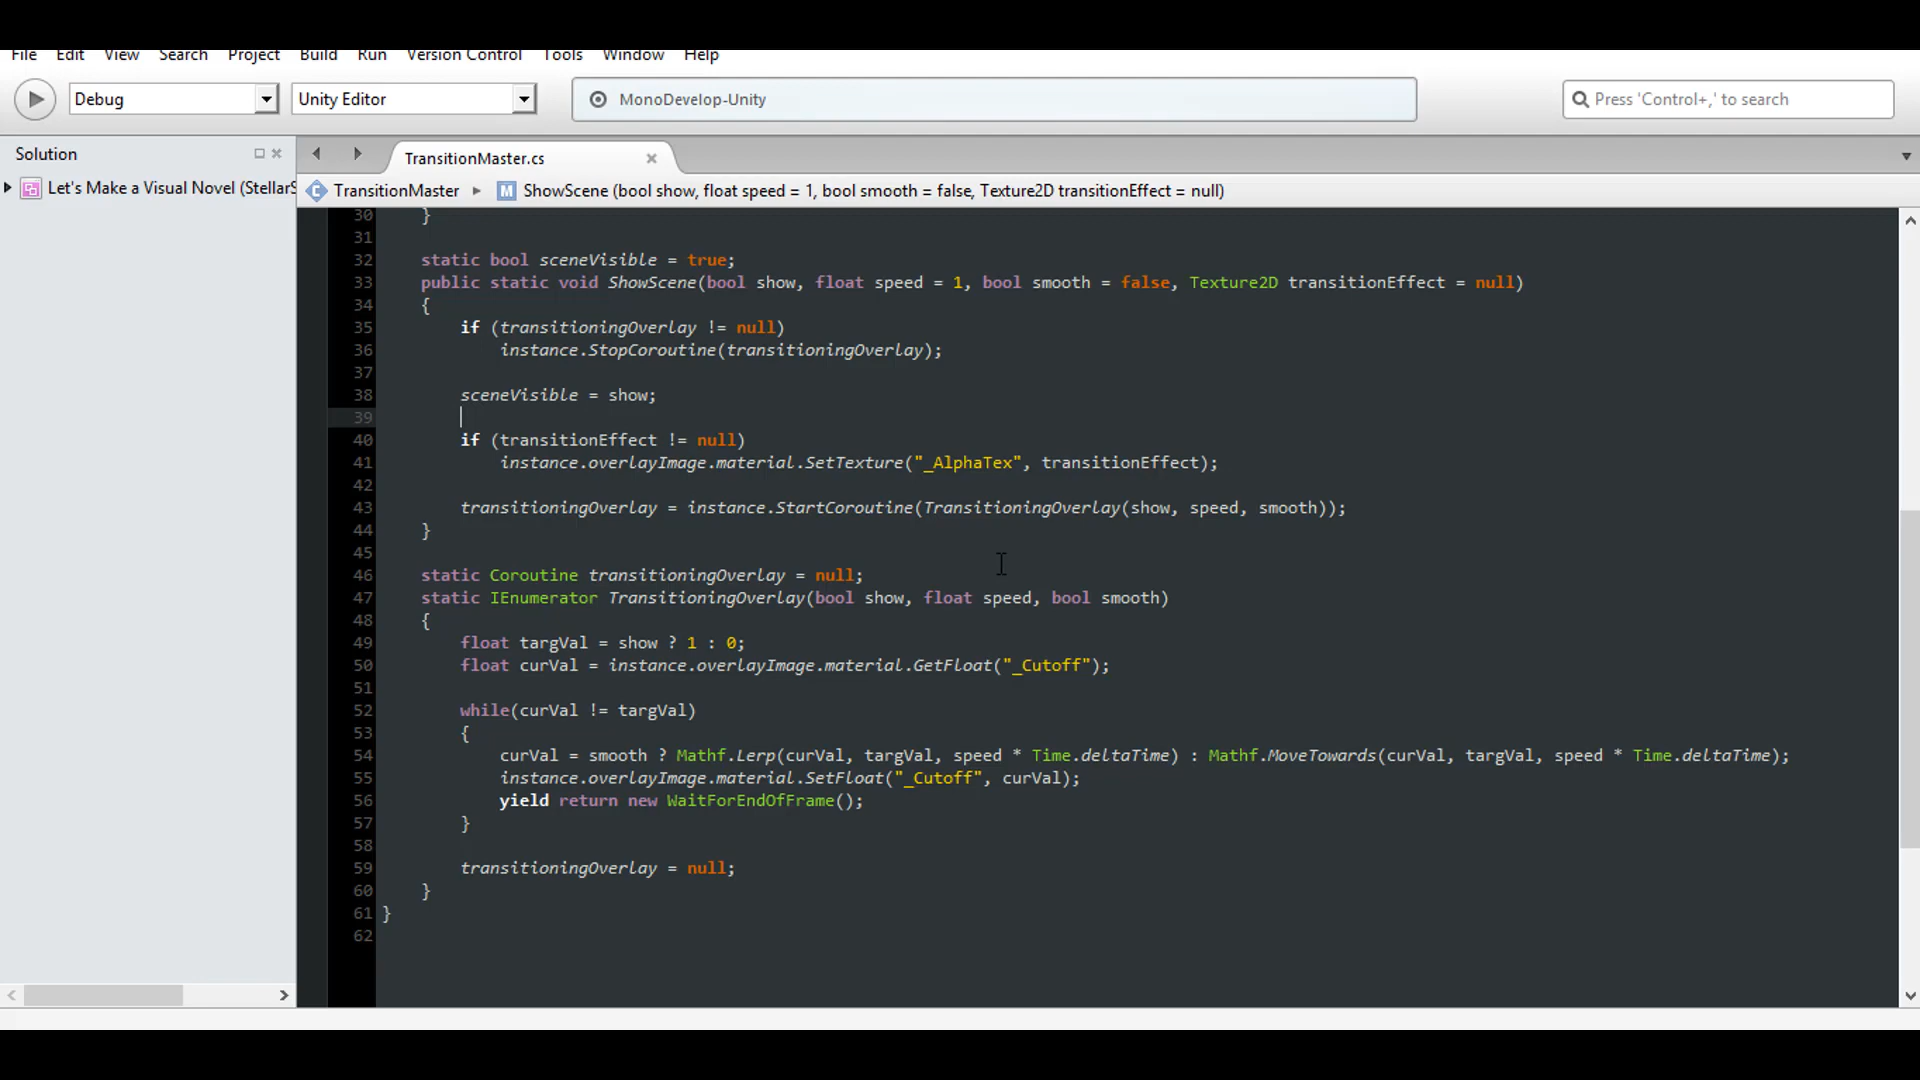 File Edit View Search Project Build Run Version Control Tools Window Help
Debug Unity Editor MonoDevelop-Unity Press 'Control+,' to search
Solution TransitionMaster.cs
Let's Make a Visual Novel (StellarS TransitionMaster ShowScene (bool show, float speed = 1, bool smooth = false, Texture2D transitionEffect = null)
30 }
31
32 static bool sceneVisible = true;
33 public static void ShowScene(bool show, float speed = 1, bool smooth = false, Texture2D transitionEffect = null)
34 {
35 if (transitioningOverlay != null)
36 instance.StopCoroutine(transitioningOverlay);
37
38 sceneVisible = show;
39
40 if (transitionEffect != null)
41 instance.overlayImage.material.SetTexture("_AlphaTex", transitionEffect);
42
43 transitioningOverlay = instance.StartCoroutine(TransitioningOverlay(show, speed, smooth));
44 }
45
46 static Coroutine transitioningOverlay = null;
47 static IEnumerator TransitioningOverlay(bool show, float speed, bool smooth)
48 {
49 float targVal = show ? 1 : 0;
50 float curVal = instance.overlayImage.material.GetFloat("_Cutoff");
51
52 while(curVal != targVal)
53 {
54 curVal = smooth ? Mathf.Lerp(curVal, targVal, speed * Time.deltaTime) : Mathf.MoveTowards(curVal, targVal, speed * Time.deltaTime);
55 instance.overlayImage.material.SetFloat("_Cutoff", curVal);
56 yield return new WaitForEndOfFrame();
57 }
58
59 transitioningOverlay = null;
60 }
61 }
62